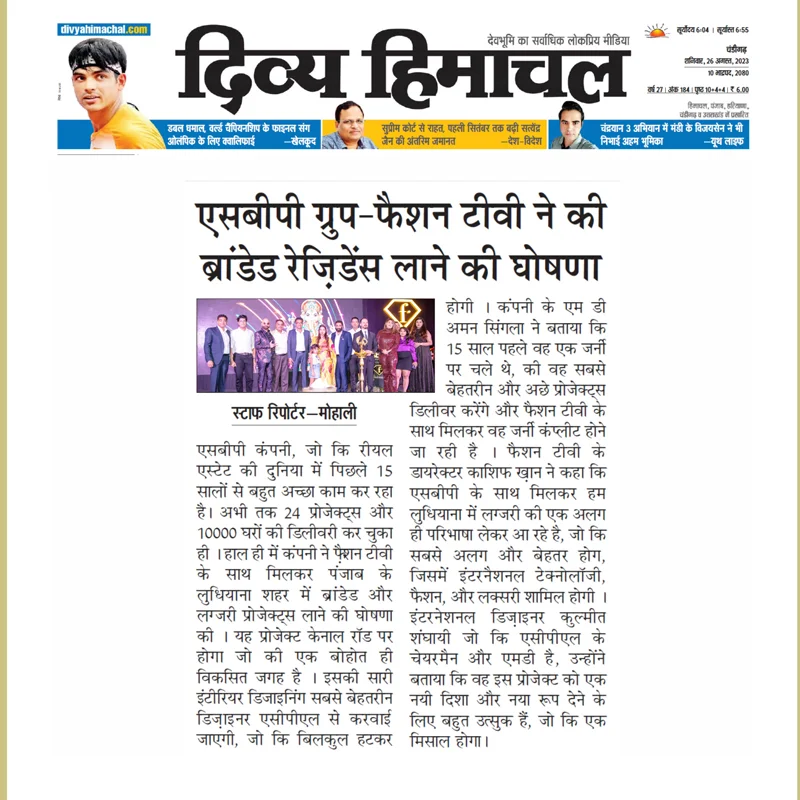 divyahimachal.com
देवभूमि का सर्वाधिक लोकप्रिय मीडिया
दिव्य हिमाचल
सूर्योदय 6:04 । सूर्यास्त 6:55
चंडीगढ़
शनिवार, 26 अगस्त, 2023
10 भाद्रपद, 2080
वर्ष 27 । अंक 184 । पृष्ठ 10+4+4 । ₹ 6.00
हिमाचल, पंजाब, हरियाणा,
चंडीगढ़ व उत्तराखंड में प्रसारित
डबल धमाल, वर्ल्ड चैंपियनशिप के फाइनल संग
ओलंपिक के लिए क्वालिफाई —खेलकूद
सुप्रीम कोर्ट से राहत, पहली सितंबर तक बढ़ी सत्येंद्र
जैन की अंतरिम जमानत —देश-विदेश
चंद्रयान 3 अभियान में मंडी के विजयसेन ने भी
निभाई अहम भूमिका —यूथ लाइफ
एसबीपी ग्रुप-फैशन टीवी ने की
ब्रांडेड रेज़िडेंस लाने की घोषणा
f
स्टाफ रिपोर्टर—मोहाली
एसबीपी कंपनी, जो कि रीयल
एस्टेट की दुनिया में पिछले 15
सालों से बहुत अच्छा काम कर रहा
है। अभी तक 24 प्रोजेक्ट्स और
10000 घरों की डिलीवरी कर चुका
ही । हाल ही में कंपनी ने फ़ैशन टीवी
के साथ मिलकर पंजाब के
लुधियाना शहर में ब्रांडेड और
लग्जरी प्रोजेक्ट्स लाने की घोषणा
की । यह प्रोजेक्ट केनाल रॉड पर
होगा जो की एक बोहोत ही
विकसित जगह है । इसकी सारी
इंटीरियर डिजाइनिंग सबसे बेहतरीन
डिज़ाइनर एसीपीएल से करवाई
जाएगी, जो कि बिलकुल हटकर
होगी । कंपनी के एम डी
अमन सिंगला ने बताया कि
15 साल पहले वह एक जर्नी
पर चले थे, की वह सबसे
बेहतरीन और अछे प्रोजेक्ट्स
डिलीवर करेंगे और फैशन टीवी के
साथ मिलकर वह जर्नी कंप्लीट होने
जा रही है । फ़ैशन टीवी के
डायरेक्टर काशिफ ख़ान ने कहा कि
एसबीपी के साथ मिलकर हम
लुधियाना में लग्जरी की एक अलग
ही परिभाषा लेकर आ रहे है, जो कि
सबसे अलग और बेहतर होग,
जिसमें इंटरनैशनल टेक्नोलॉजी,
फैशन, और लक्सरी शामिल होगी ।
इंटरनेशनल डिज़ाइनर कुल्मीत
शंघायी जो कि एसीपीएल के
चेयरमैन और एमडी है, उन्होंने
बताया कि वह इस प्रोजेक्ट को एक
नयी दिशा और नया रूप देने के
लिए बहुत उत्सुक हैं, जो कि एक
मिसाल होगा।